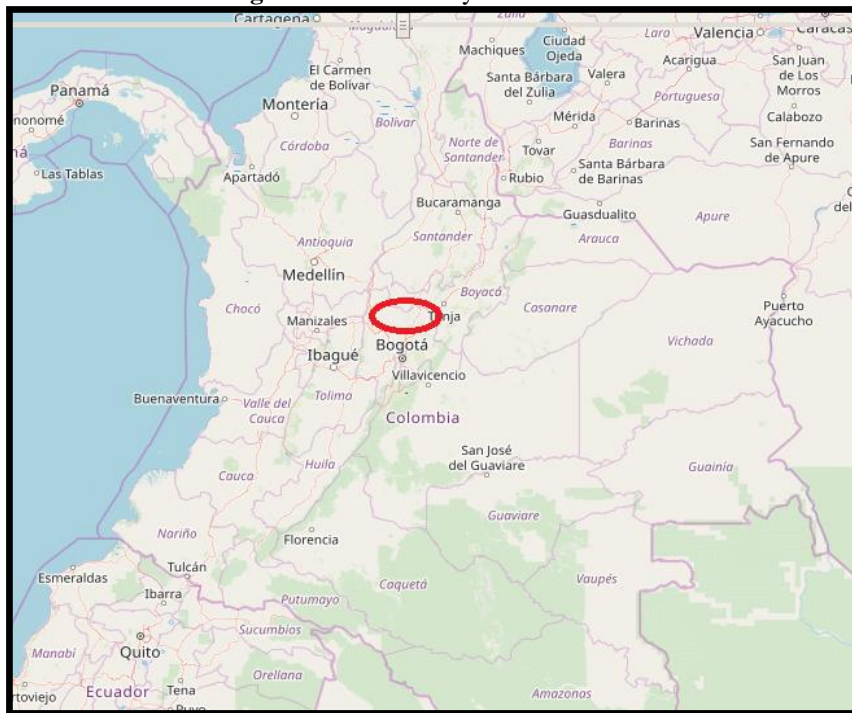 Cartagena
Zulia
Lara
Valencia
Caracas
Machiques
Ciudad
Ojeda
Acarigua
San Juan
de Los
Morros
El Carmen
de Bolívar
Santa Bárbara
del Zulia
Valera
Portuguesa
Panamá
Montería
Bolívar
Norte de
Santander
Mérida
Barinas
Calabozo
Córdoba
Tovar
Barinas
San Fernando
de Apure
Las Tablas
Apartadó
Rubio
Santa Bárbara
de Barinas
Bucaramanga
Guasdualito
Apure
Antioquia
Santander
Arauca
Medellín
Boyacá
Chocó
Casanare
Puerto
Ayacucho
Manizales
Bogotá
Vichada
Ibagué
Villavicencio
Buenaventura
Valle del
Cauca
Tolima
Colombia
San José
del Guaviare
Cauca
Huila
Guainía
Nariño
Guaviare
Florencia
Esmeraldas
Tulcán
Ibarra
Putumayo
Caquetá
Vaupés
Sucumbíos
Manabí
Quito
Orellana
Ecuador
Tena
Amazonas